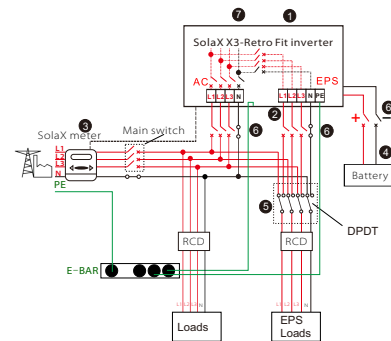 7
1
SolaX X3-Retro Fit inverter
AC
EPS
L1 L2 L3 N
L1 L2 L3 N PE
2
6
6
6
3
SolaX meter
Main switch
L1
L2
L3
N
PE
+
-
4
Battery
5
DPDT
RCD
RCD
E-BAR
L1 L2 L3 N
L1 L2 L3 N
Loads
EPS
Loads